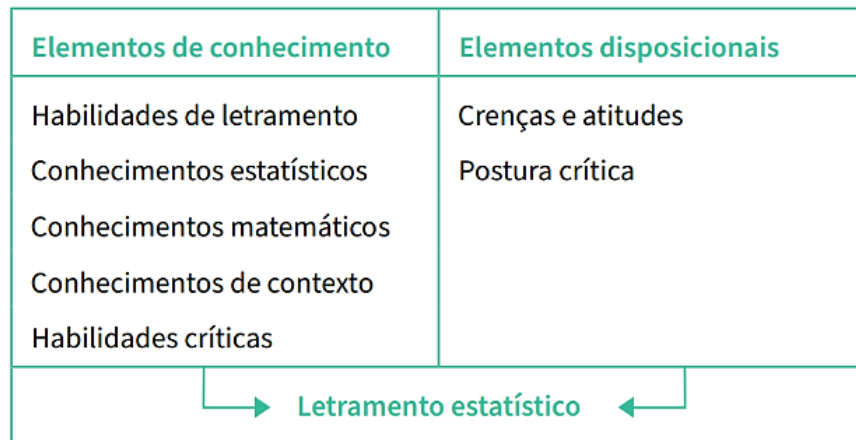 Elementos de conhecimento
Habilidades de letramento
Conhecimentos estatísticos
Conhecimentos matemáticos
Conhecimentos de contexto
Habilidades críticas
Elementos disposicionais
Crenças e atitudes
Postura crítica
Letramento estatístico